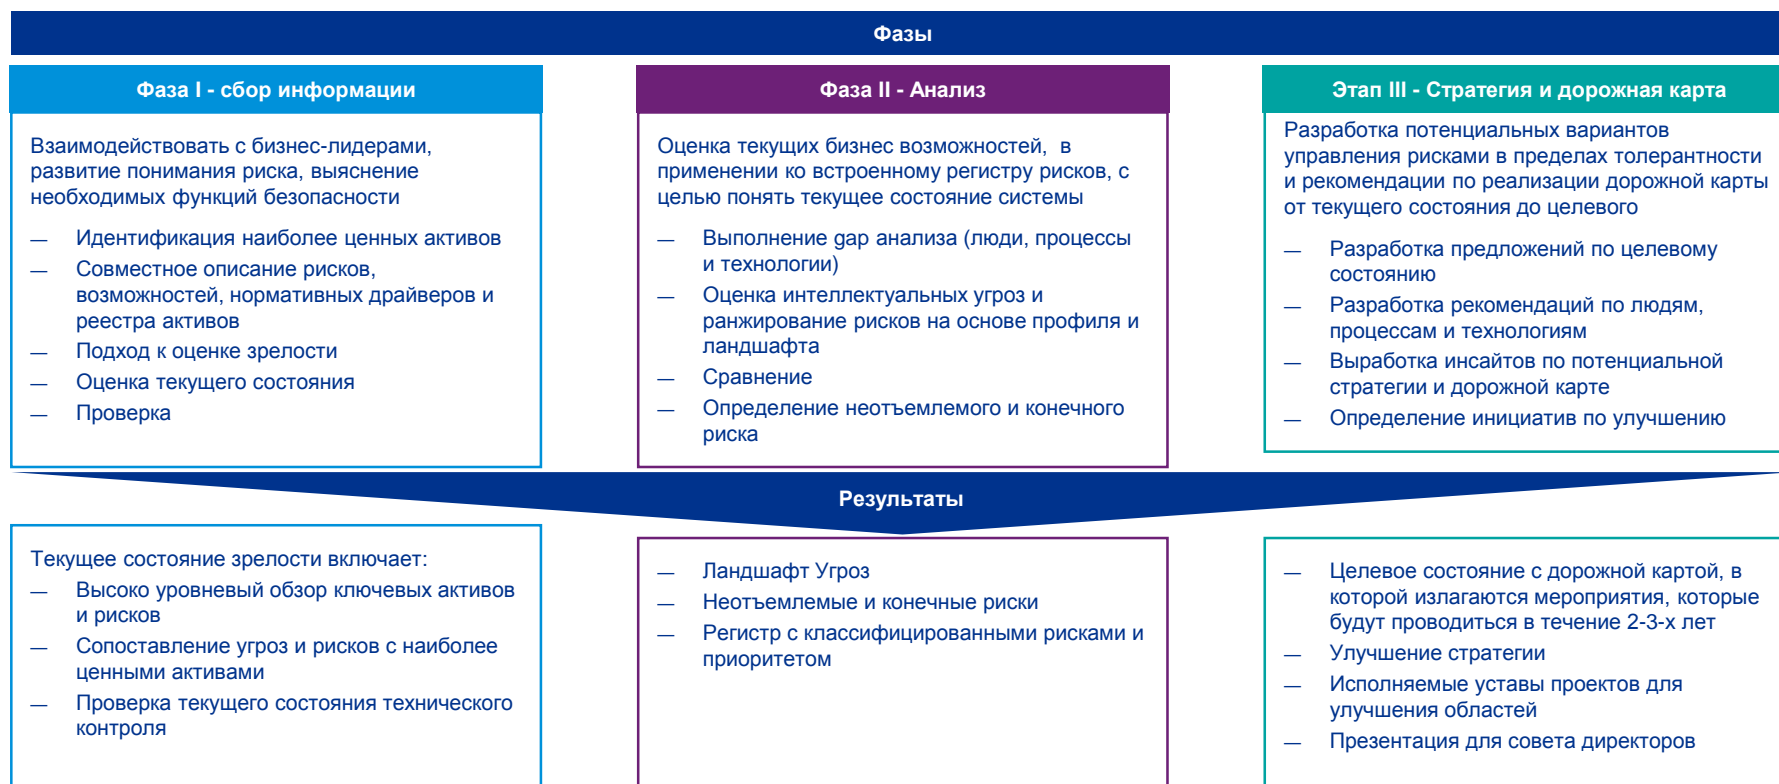 Фазы
Фаза I - сбор информации
Взаимодействовать с бизнес-лидерами,
развитие понимания риска, выяснение
необходимых функций безопасности
— Идентификация наиболее ценных активов
— Совместное описание рисков,
возможностей, нормативных драйверов и
реестра активов
— Подход к оценке зрелости
— Оценка текущего состояния
— Проверка
Фаза II - Анализ
Оценка текущих бизнес возможностей, в
применении ко встроенному регистру рисков, с
целью понять текущее состояние системы
— Выполнение gap анализа (люди, процессы
и технологии)
— Оценка интеллектуальных угроз и
ранжирование рисков на основе профиля и
ландшафта
— Сравнение
— Определение неотъемлемого и конечного
риска
Этап III - Стратегия и дорожная карта
Разработка потенциальных вариантов
управления рисками в пределах толерантности
и рекомендации по реализации дорожной карты
от текущего состояния до целевого
— Разработка предложений по целевому
состоянию
— Разработка рекомендаций по людям,
процессам и технологиям
— Выработка инсайтов по потенциальной
стратегии и дорожной карте
— Определение инициатив по улучшению
Результаты
Текущее состояние зрелости включает:
— Высоко уровневый обзор ключевых активов
и рисков
— Сопоставление угроз и рисков с наиболее
ценными активами
— Проверка текущего состояния технического
контроля
— Ландшафт Угроз
— Неотъемлемые и конечные риски
— Регистр с классифицированными рисками и
приоритетом
— Целевое состояние с дорожной картой, в
которой излагаются мероприятия, которые
будут проводиться в течение 2-3-х лет
— Улучшение стратегии
— Исполняемые уставы проектов для
улучшения областей
— Презентация для совета директоров